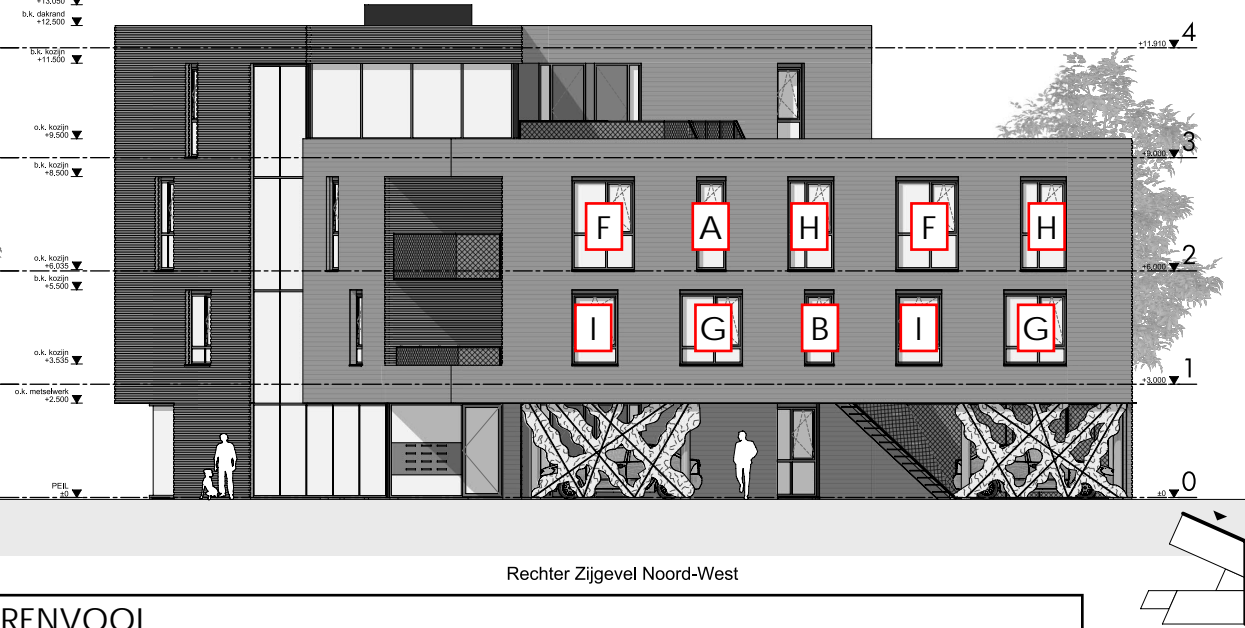 +13.050
b.k. dakrand
+12,500
4
+11.910
b.k. kozijn
+11.500
o.k. kozijn
+9,500
3
+9.000
b.k. kozijn
+8,500
F A H F H
o.k. kozijn
+6,035
2
+6,000
b.k. kozijn
+5,500
I G B I G
o.k. kozijn
+3.535
1
+3,000
o.k. metselwerk
+2,500
PEIL
±0
0
±0
Rechter Zijgevel Noord-West
RENVOOI